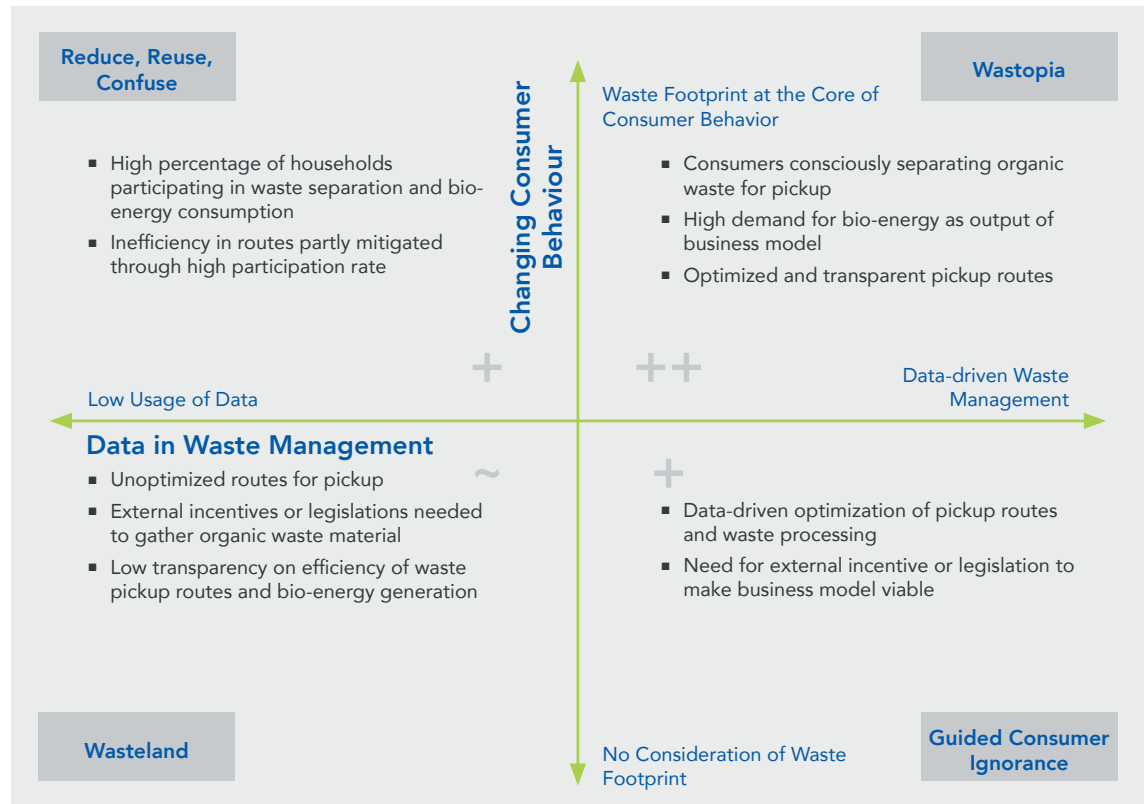 Reduce, Reuse,
Confuse
Wastopia
Changing Consumer
Behaviour
Waste Footprint at the Core of
Consumer Behavior
■ High percentage of households
participating in waste separation and bio-
energy consumption
■ Inefficiency in routes partly mitigated
through high participation rate
■ Consumers consciously separating organic
waste for pickup
■ High demand for bio-energy as output of
business model
■ Optimized and transparent pickup routes
+
++
Low Usage of Data
Data-driven Waste
Management
Data in Waste Management
~
+
■ Unoptimized routes for pickup
■ External incentives or legislations needed
to gather organic waste material
■ Low transparency on efficiency of waste
pickup routes and bio-energy generation
■ Data-driven optimization of pickup routes
and waste processing
■ Need for external incentive or legislation to
make business model viable
Wasteland
No Consideration of Waste
Footprint
Guided Consumer
Ignorance